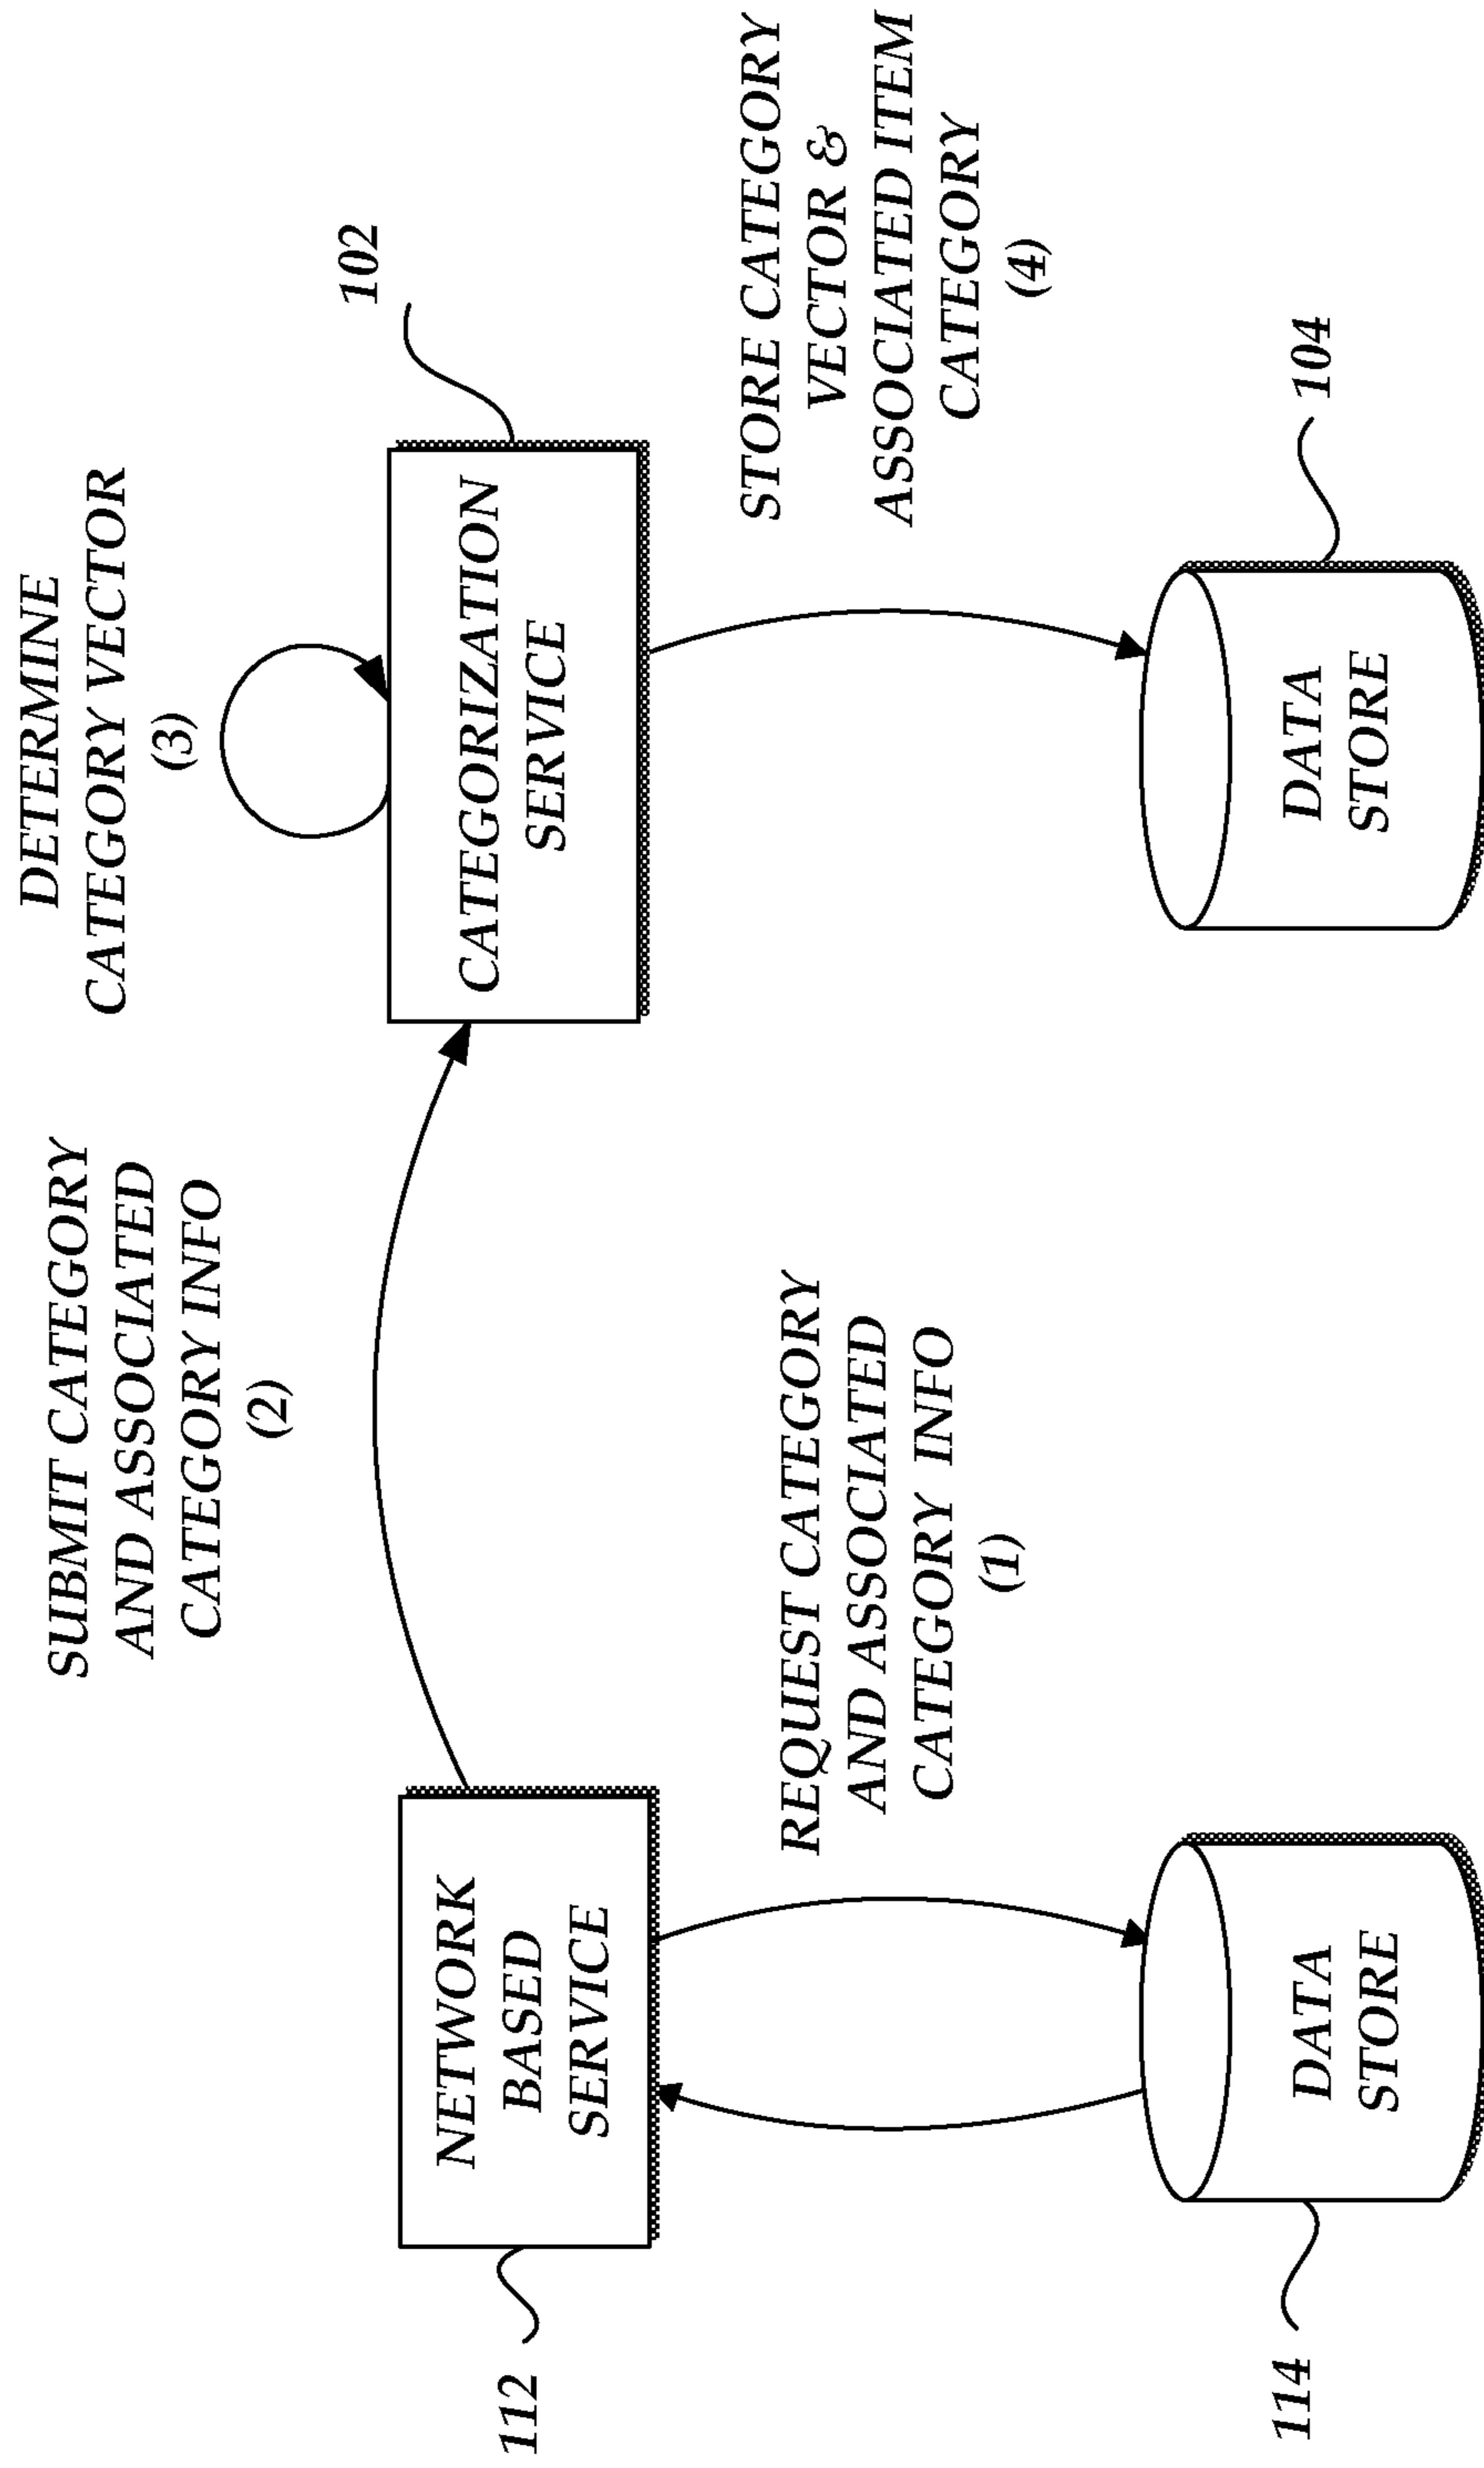 SUBMIT CATEGORY
AND ASSOCIATED
CATEGORY INFO
(2)
DETERMINE
CATEGORY VECTOR
(3)
102
112
NETWORK
BASED
SERVICE
CATEGORIZATION
SERVICE
REQUEST CATEGORY
AND ASSOCIATED
CATEGORY INFO
(1)
STORE CATEGORY
VECTOR &
ASSOCIATED ITEM
CATEGORY
(4)
114
DATA
STORE
DATA
STORE
104